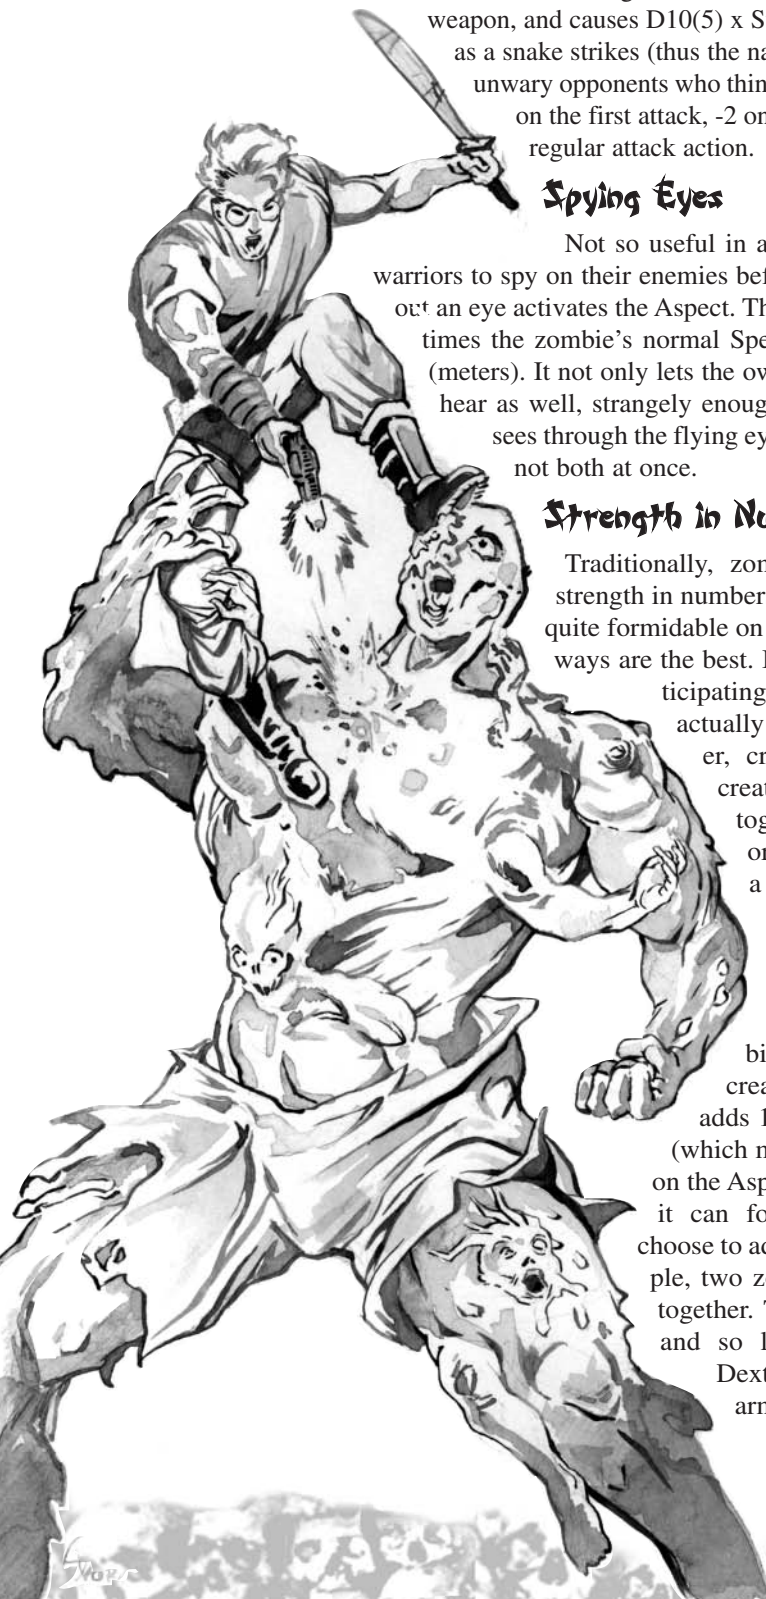 weapon, and causes D10(5) x S
as a snake strikes (thus the na
unwary opponents who thin
on the first attack, -2 on
regular attack action.
Spying Eyes
Not so useful in a
warriors to spy on their enemies bef
out an eye activates the Aspect. Th
times the zombie’s normal Spe
(meters). It not only lets the ow
hear as well, strangely enoug
sees through the flying ey
not both at once.
Strength in Nu
Traditionally, zom
strength in number
quite formidable on
ways are the best. I
ticipating
actually
er, cr
creat
tog
or
a
bi
crea
adds 1
(which m
on the Asp
it can fo
choose to ad
ple, two z
together. T
and so l
Dext
arm